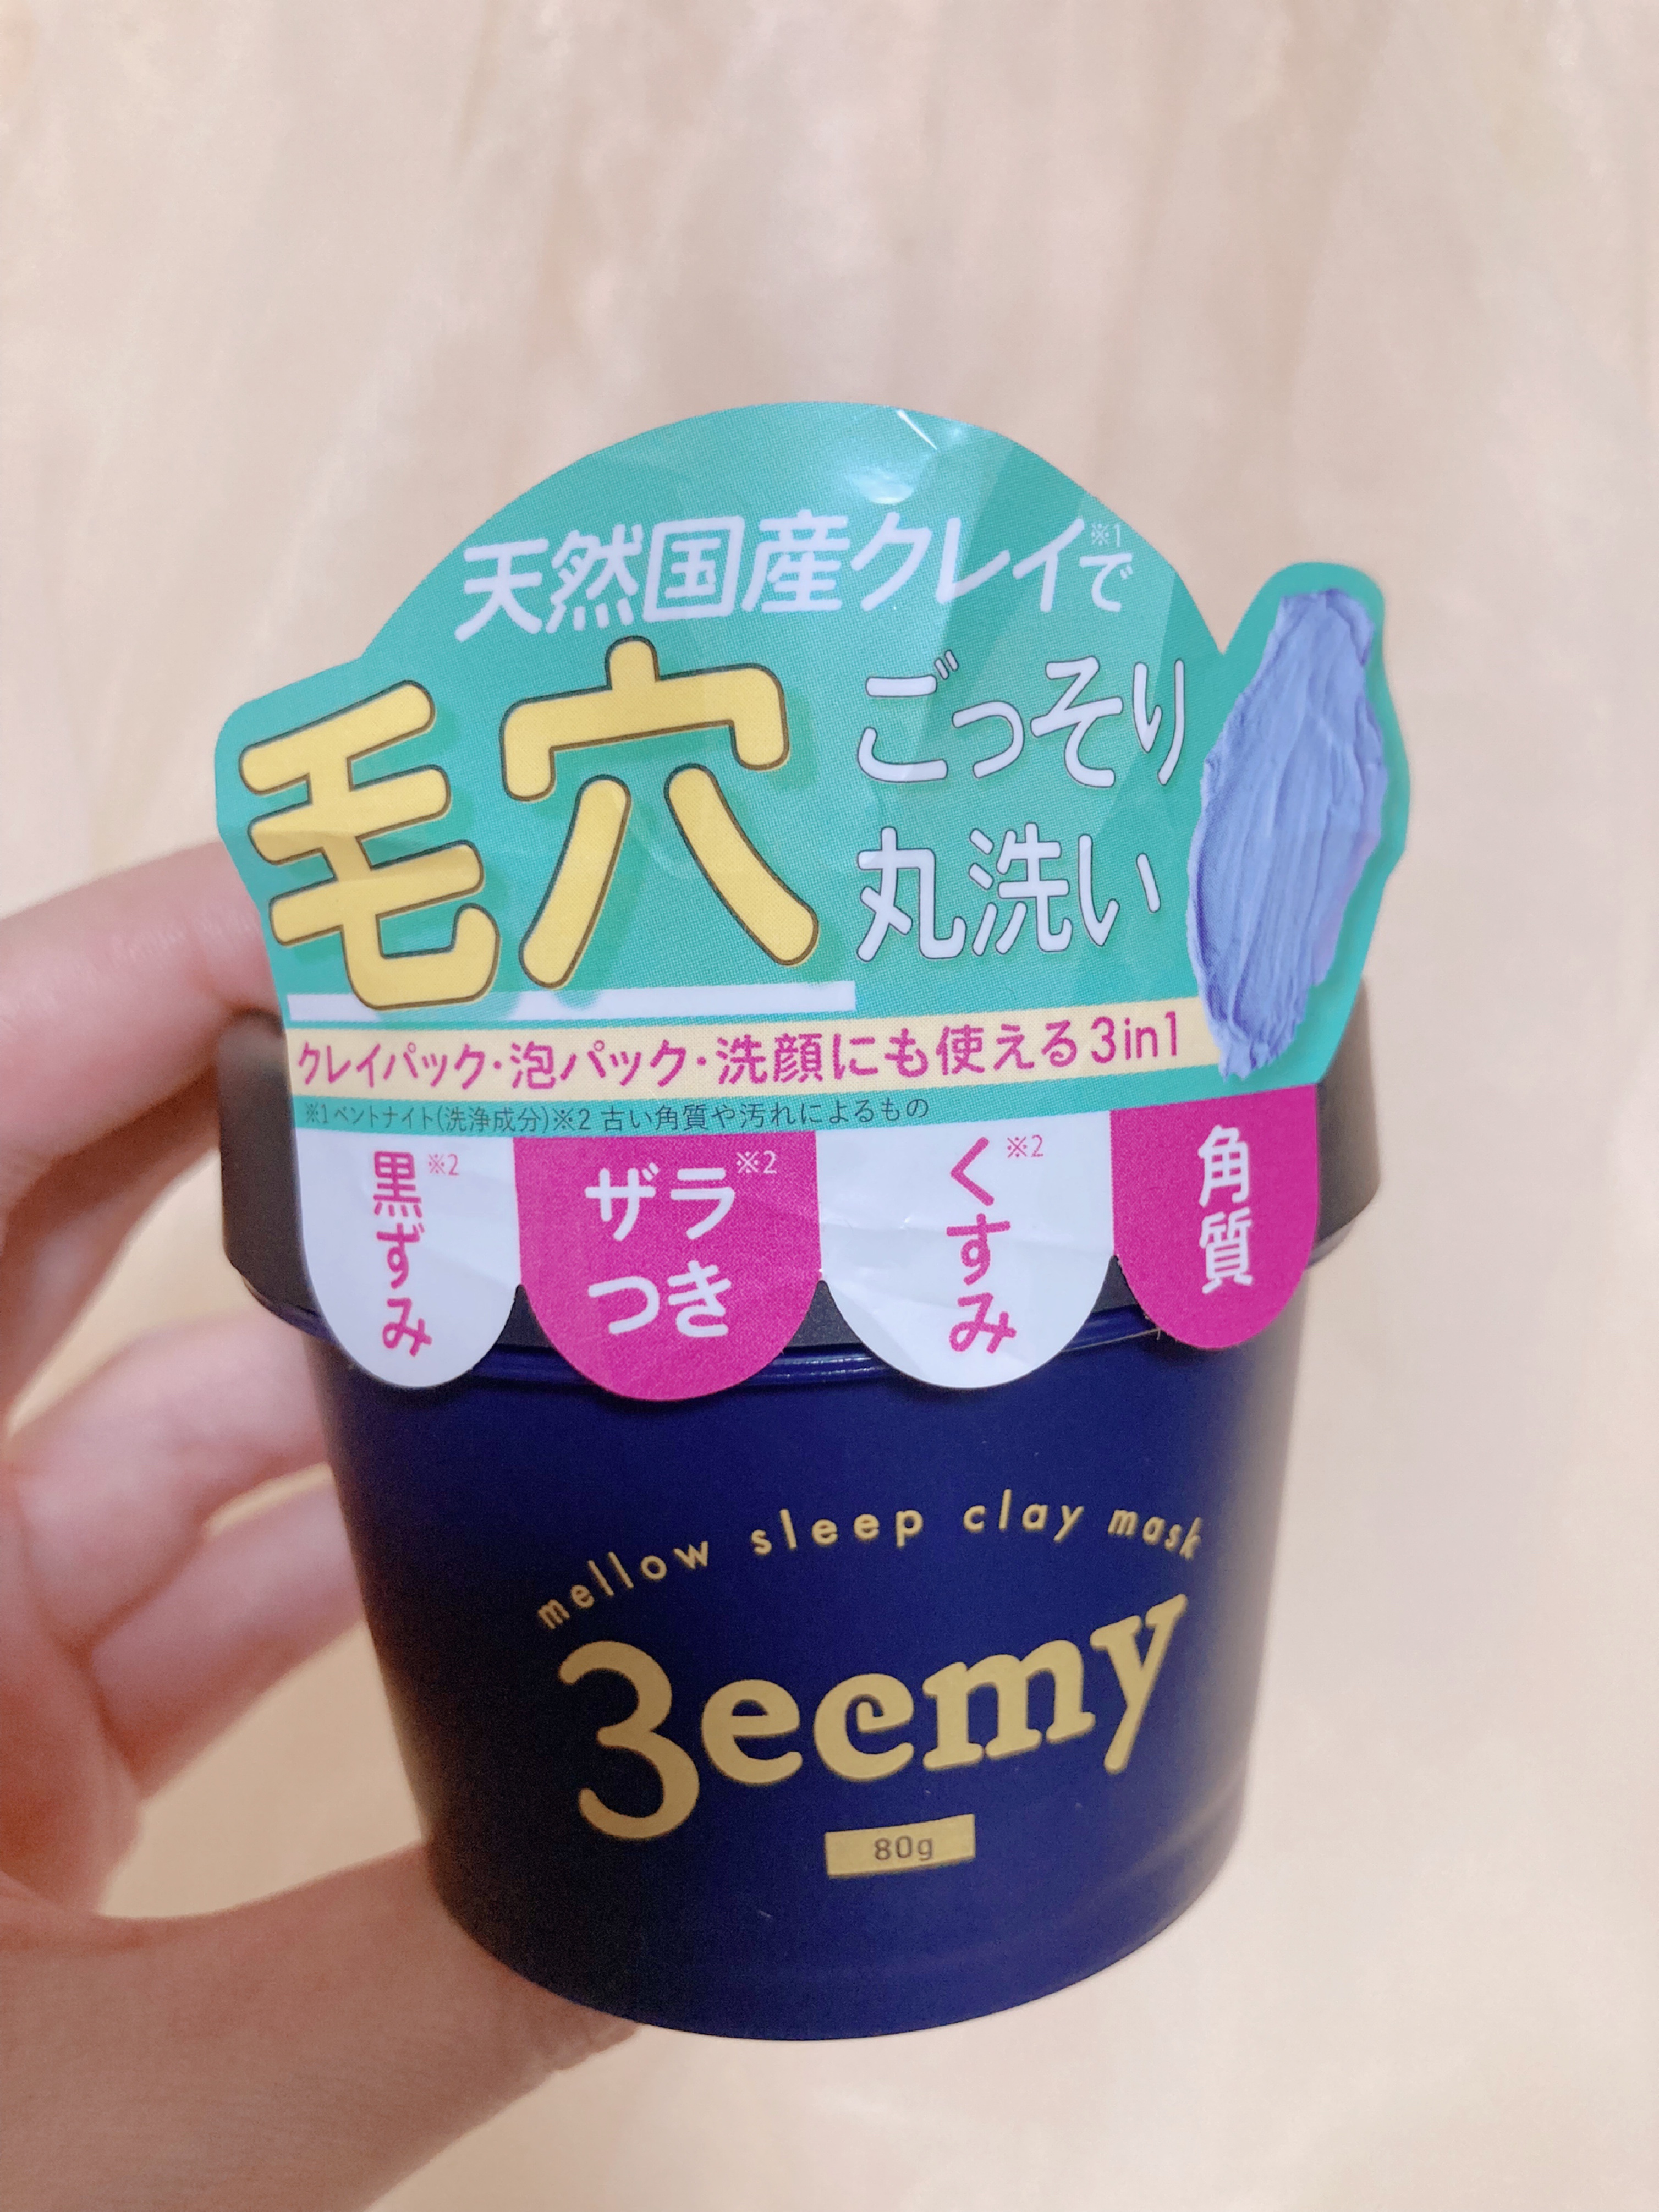 天然国産クレイ※1で
毛穴
ごっそり
丸洗い
クレイパック・泡パック・洗顔にも使える3in1
※1 ベントナイト(洗浄成分)※2 古い角質や汚れによるもの
黒ずみ※2
ザラ※2
つき
くすみ※2
角質
mellow sleep clay mask
3eemy
80g